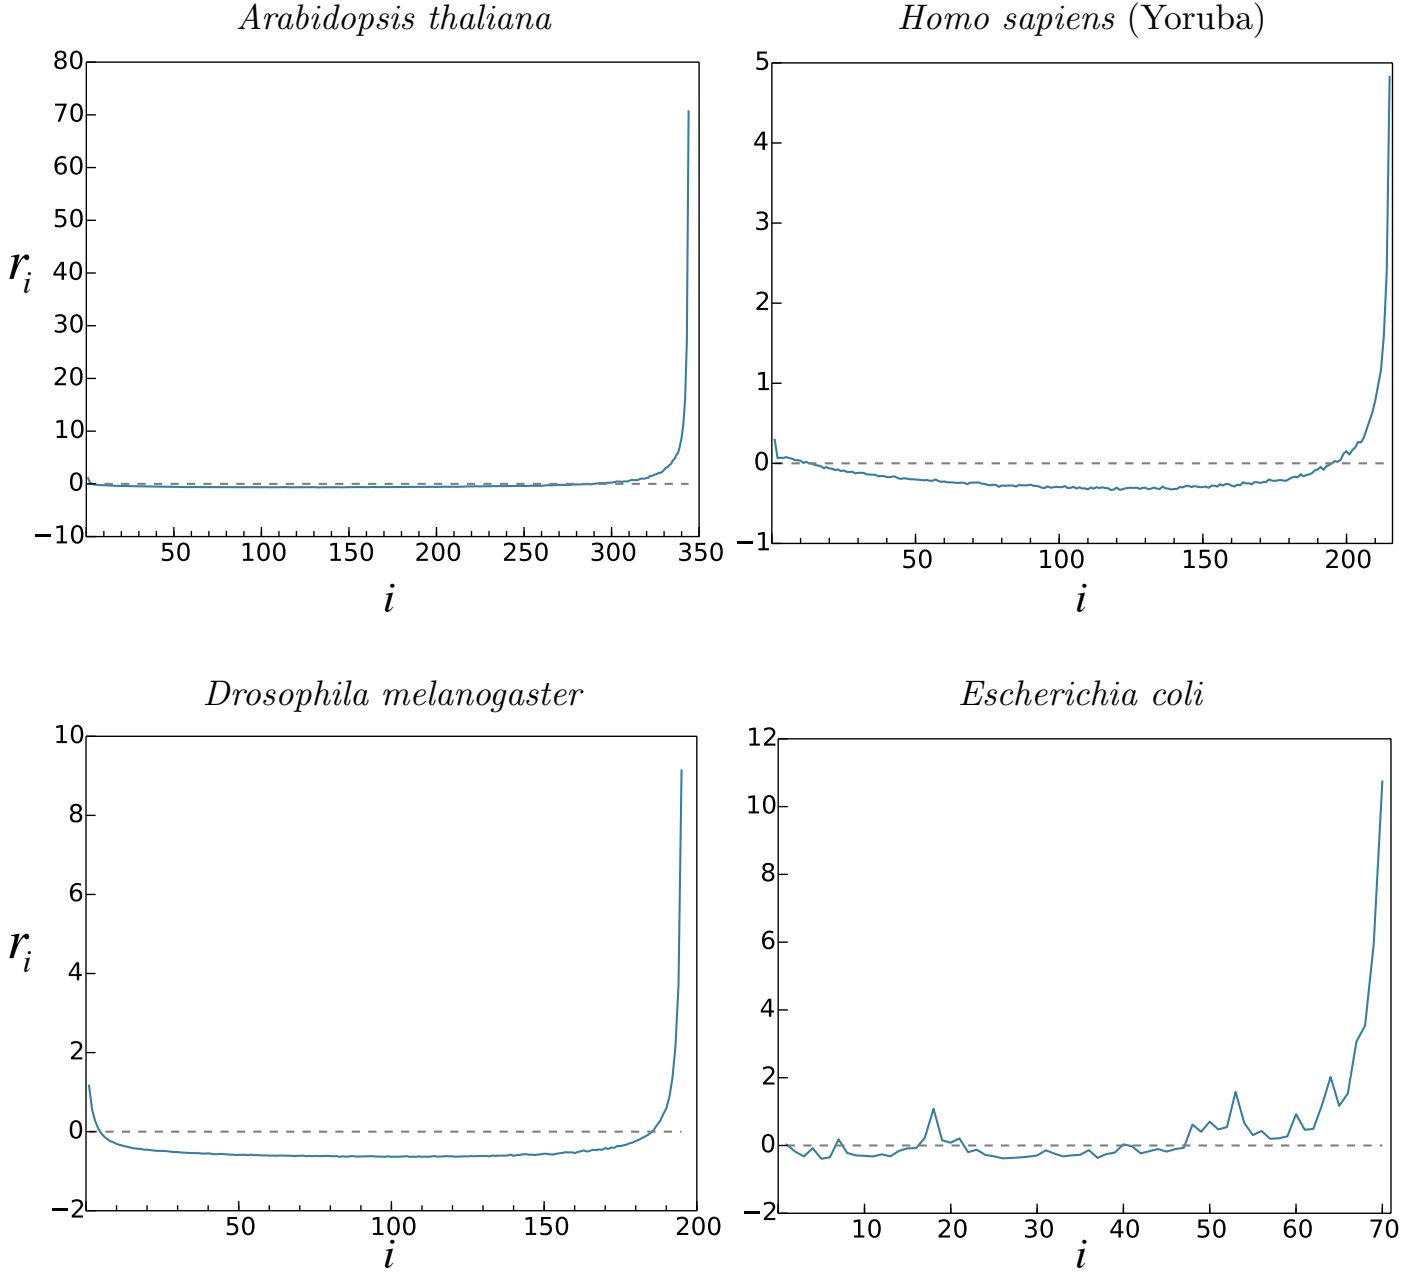 Arabidopsis thaliana
Homo sapiens (Yoruba)
80
70
60
50
40
30
20
10
0
−10
r_i
50 100 150 200 250 300 350
i
5
4
3
2
1
0
−1
50 100 150 200
i
Drosophila melanogaster
Escherichia coli
10
8
6
4
2
0
−2
r_i
50 100 150 200
i
12
10
8
6
4
2
0
−2
10 20 30 40 50 60 70
i